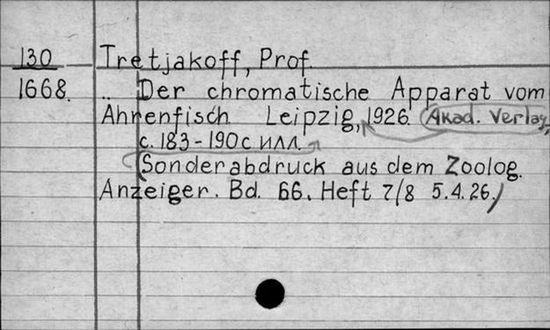 130 Tretjakoff, Prof.
1668. .. Der chromatische Apparat vom
Ahrenfisch Leipzig, 1926. (Akad. Verlag,
с. 183-190 с илл.
(Sonderabdruck aus dem Zoolog.
Anzeiger. Bd. 66. Heft 7/8 5.4.26.)